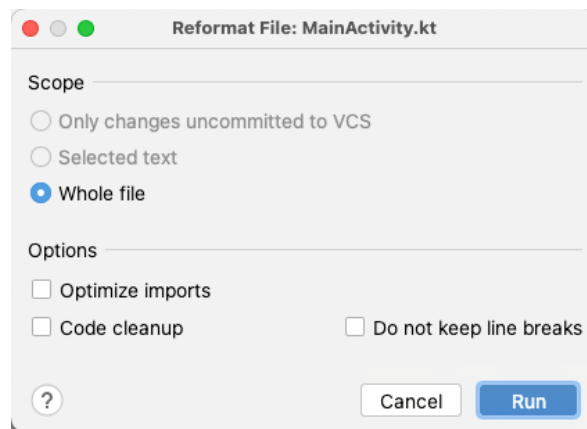 Reformat File: MainActivity.kt
Scope
Only changes uncommitted to VCS
Selected text
Whole file
Options
Optimize imports
Code cleanup
Do not keep line breaks
?
Cancel
Run